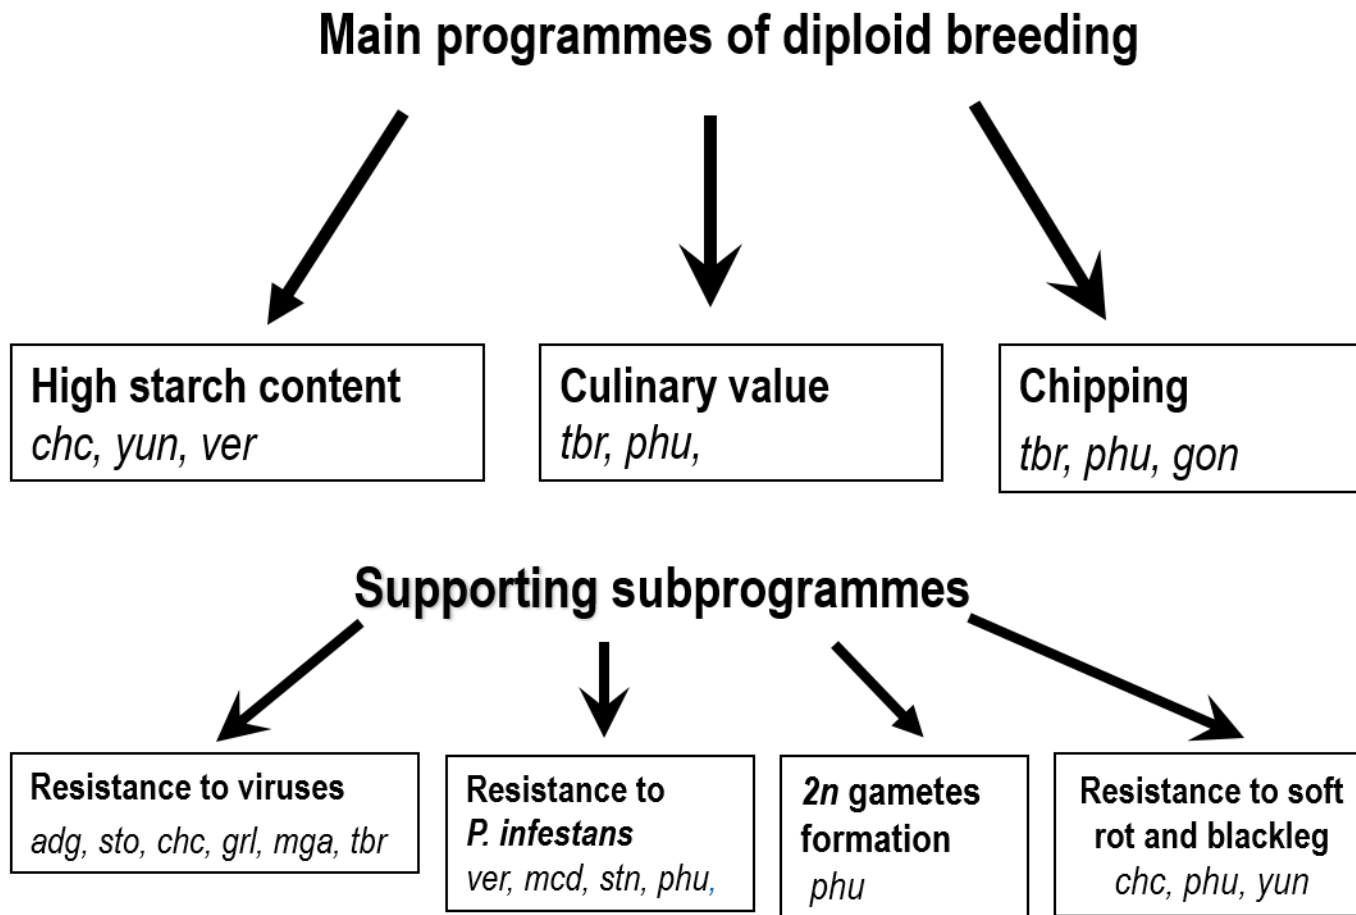 Main programmes of diploid breeding
High starch content
chc, yun, ver
Culinary value
tbr, phu,
Chipping
tbr, phu, gon
Supporting subprogrammes
Resistance to viruses
adg, sto, chc, grl, mga, tbr
Resistance to
P. infestans
ver, mcd, stn, phu,
2n gametes
formation
phu
Resistance to soft
rot and blackleg
chc, phu, yun